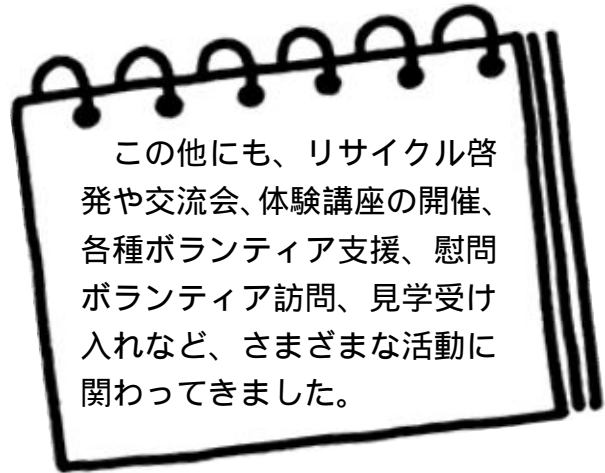 この他にも、リサイクル啓
発や交流会、体験講座の開催、
各種ボランティア支援、慰問
ボランティア訪問、見学受け
入れなど、さまざまな活動に
関わってきました。